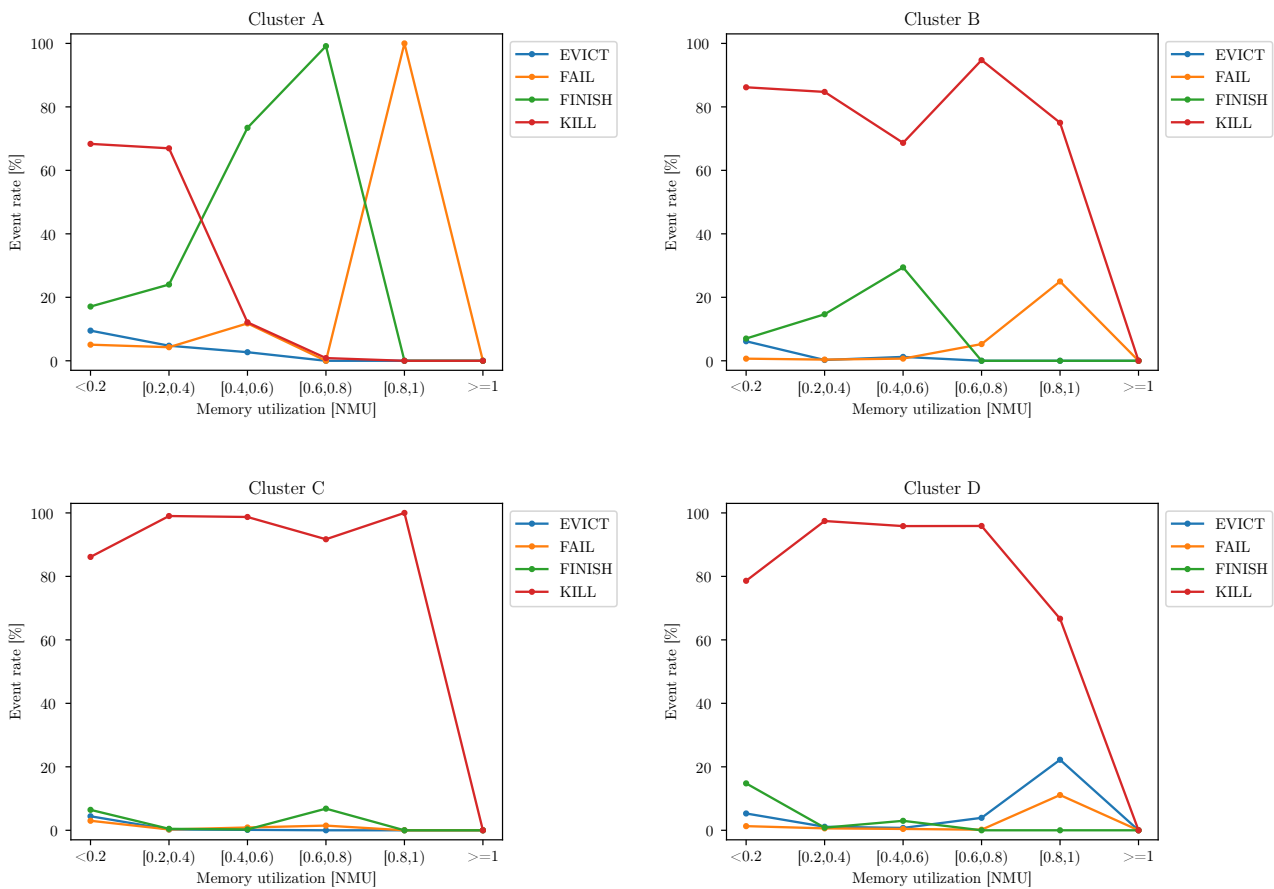 Cluster A
Event rate [%]
100
80
60
40
20
0
<0.2
[0.2,0.4)
[0.4,0.6)
[0.6,0.8)
[0.8,1)
>=1
Memory utilization [NMU]
EVICT
FAIL
FINISH
KILL
Cluster B
Event rate [%]
100
80
60
40
20
0
<0.2
[0.2,0.4)
[0.4,0.6)
[0.6,0.8)
[0.8,1)
>=1
Memory utilization [NMU]
EVICT
FAIL
FINISH
KILL
Cluster C
Event rate [%]
100
80
60
40
20
0
<0.2
[0.2,0.4)
[0.4,0.6)
[0.6,0.8)
[0.8,1)
>=1
Memory utilization [NMU]
EVICT
FAIL
FINISH
KILL
Cluster D
Event rate [%]
100
80
60
40
20
0
<0.2
[0.2,0.4)
[0.4,0.6)
[0.6,0.8)
[0.8,1)
>=1
Memory utilization [NMU]
EVICT
FAIL
FINISH
KILL